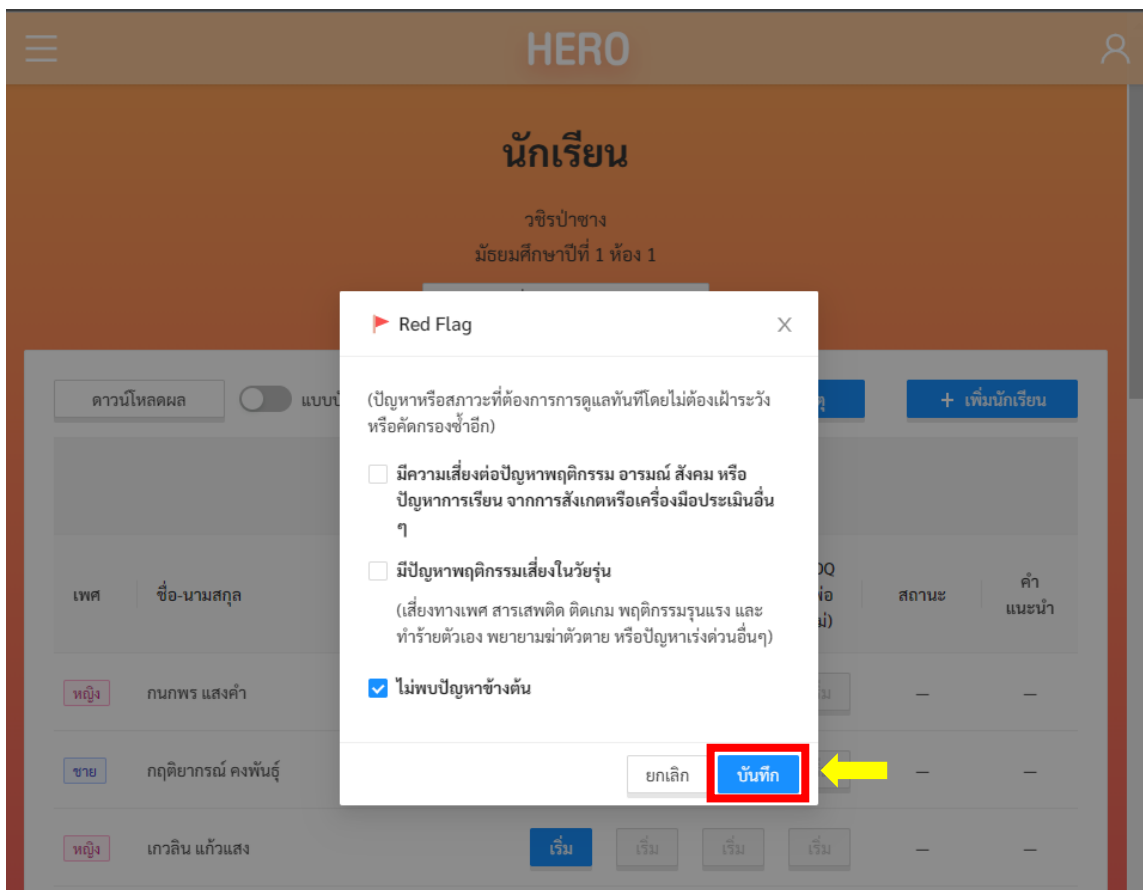 HERO
นักเรียน
วชิรป่าซาง
มัธยมศึกษาปีที่ 1 ห้อง 1
Red Flag
(ปัญหาหรือสภาวะที่ต้องการการดูแลทันทีโดยไม่ต้องเฝ้าระวัง
หรือคัดกรองซ้ำอีก)
มีความเสี่ยงต่อปัญหาพฤติกรรม อารมณ์ สังคม หรือ
ปัญหาการเรียน จากการสังเกตหรือเครื่องมือประเมินอื่น
ๆ
มีปัญหาพฤติกรรมเสี่ยงในวัยรุ่น
(เสี่ยงทางเพศ สารเสพติด ติดเกม พฤติกรรมรุนแรง และ
ทำร้ายตัวเอง พยายามฆ่าตัวตาย หรือปัญหาเร่งด่วนอื่นๆ)
ไม่พบปัญหาข้างต้น
ยกเลิก บันทึก
ดาวน์โหลดผล + เพิ่มนักเรียน
เพศ ชื่อ-นามสกุล สถานะ คำ
แนะนำ
หญิง กนกพร แสงคำ — —
ชาย กฤติยากรณ์ คงพันธุ์ — —
หญิง เกวลิน แก้วแสง เริ่ม เริ่ม เริ่ม เริ่ม — —